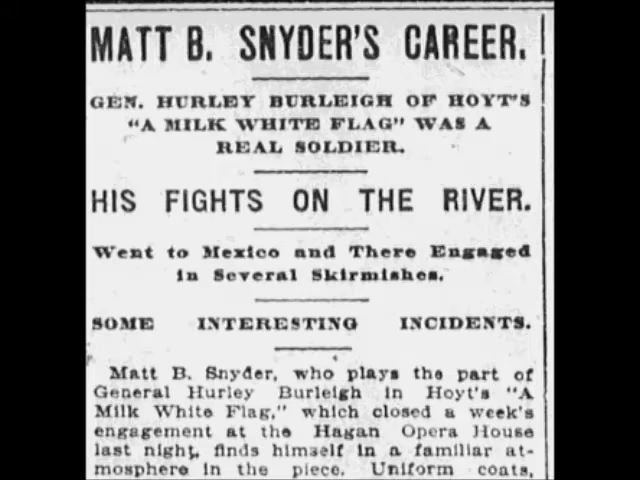 MATT B. SNYDER'S CAREER.
GEN. HURLEY BURLEIGH OF HOYT'S
"A MILK WHITE FLAG" WAS A
REAL SOLDIER.
HIS FIGHTS ON THE RIVER.
Went to Mexico and There Engaged
in Several Skirmishes.
SOME INTERESTING INCIDENTS.
Matt B. Snyder, who plays the part of
General Hurley Burleigh in Hoyt's "A
Milk White Flag," which closed a week's
engagement at the Hagan Opera House
last night, finds himself in a familiar at-
mosphere in the piece. Uniform coats,